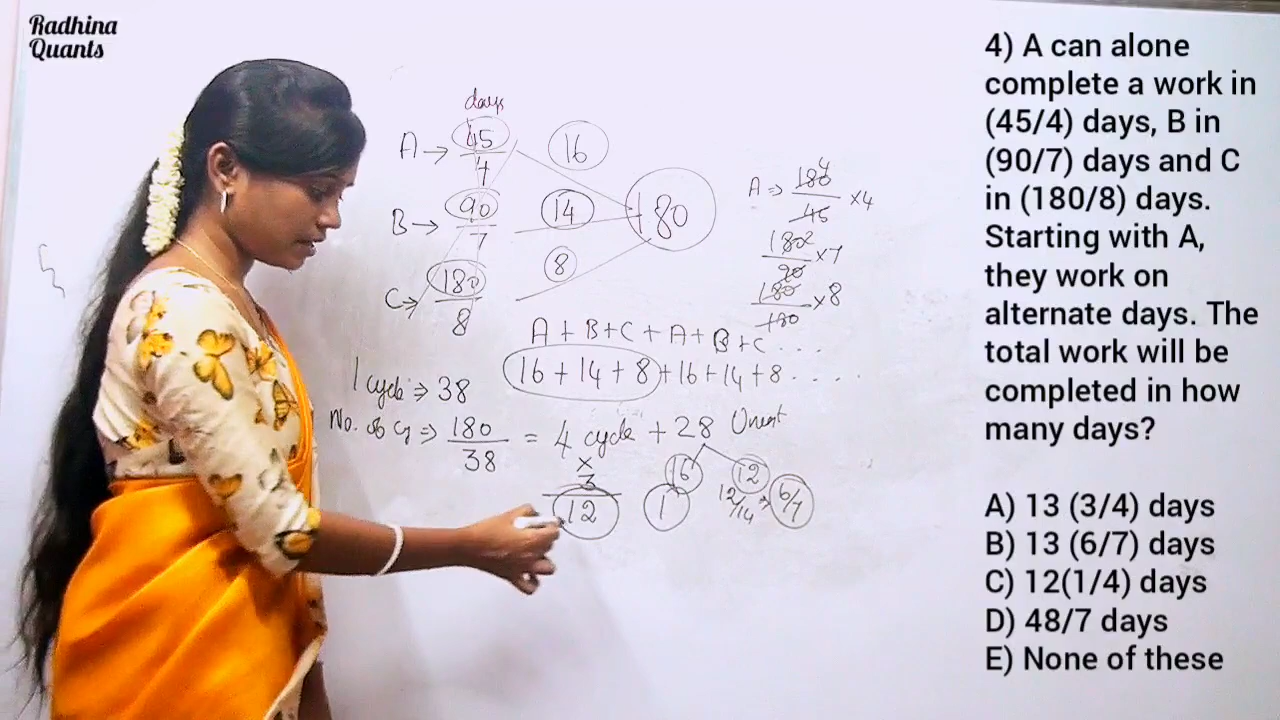 Radhina
Quants
days
A → 45/4 16
B → 90/7 14 180
C → 180/8 8
A ⇒ 180/45 × 4
180/90 × 7
180/180 × 8
A + B + C + A + B + C ....
16 + 14 + 8 + 16 + 14 + 8 .....
1 cycle ⇒ 38
No. of cy ⇒ 180/38 = 4 cycle + 28
×
3 16 12
12 1 12/14 ⇒ 6/7
4) A can alone
complete a work in
(45/4) days, B in
(90/7) days and C
in (180/8) days.
Starting with A,
they work on
alternate days. The
total work will be
completed in how
many days?
A) 13 (3/4) days
B) 13 (6/7) days
C) 12(1/4) days
D) 48/7 days
E) None of these